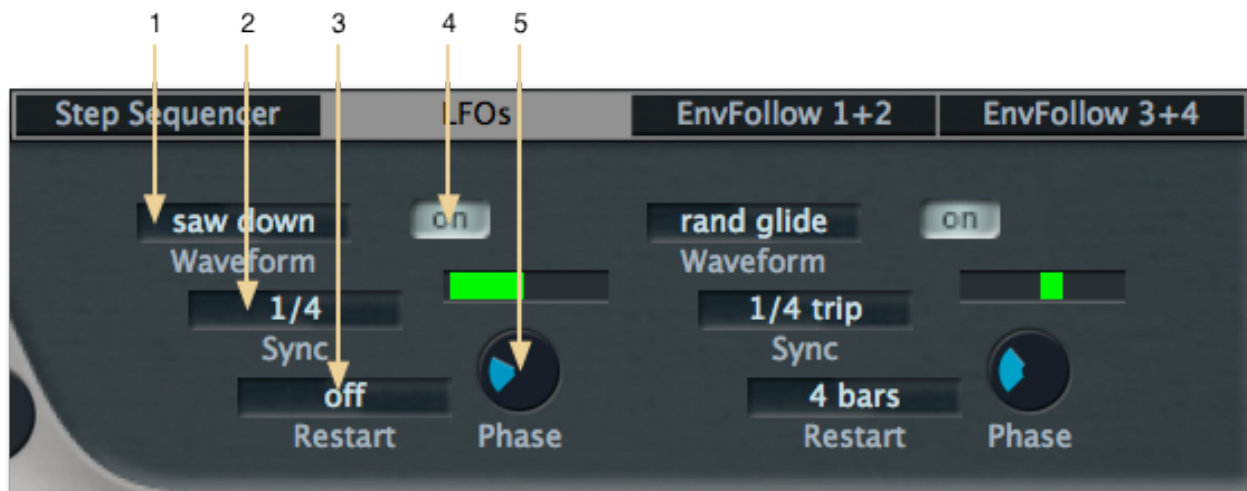 1 2 3 4 5
Step Sequencer LFOs EnvFollow 1+2 EnvFollow 3+4
saw down on rand glide on
Waveform Waveform
1/4 1/4 trip
Sync Sync
off 4 bars
Restart Phase Restart Phase